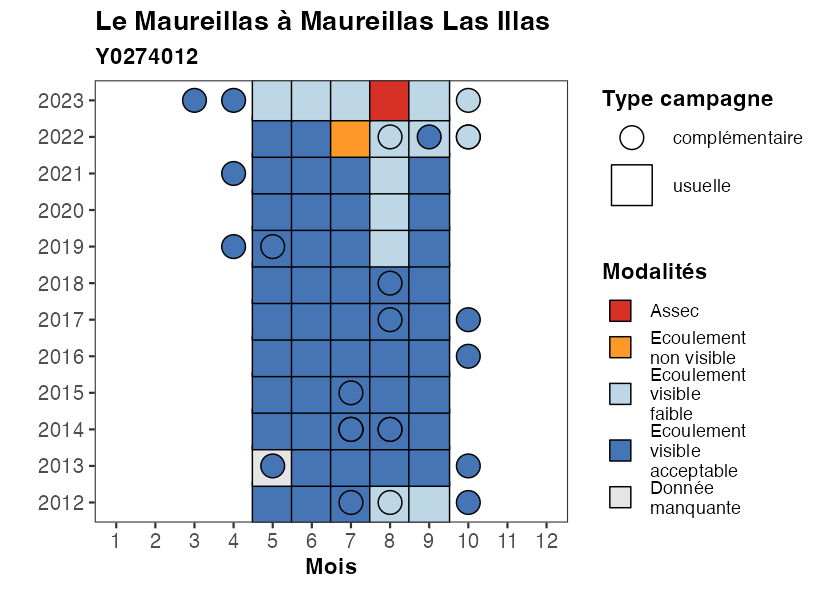 Le Maureillas à Maureillas Las Illas
Y0274012
2023
2022
2021
2020
2019
2018
2017
2016
2015
2014
2013
2012
1 2 3 4 5 6 7 8 9 10 11 12
Mois
Type campagne
complémentaire
usuelle
Modalités
Assec
Ecoulement
non visible
Ecoulement
visible
faible
Ecoulement
visible
acceptable
Donnée
manquante